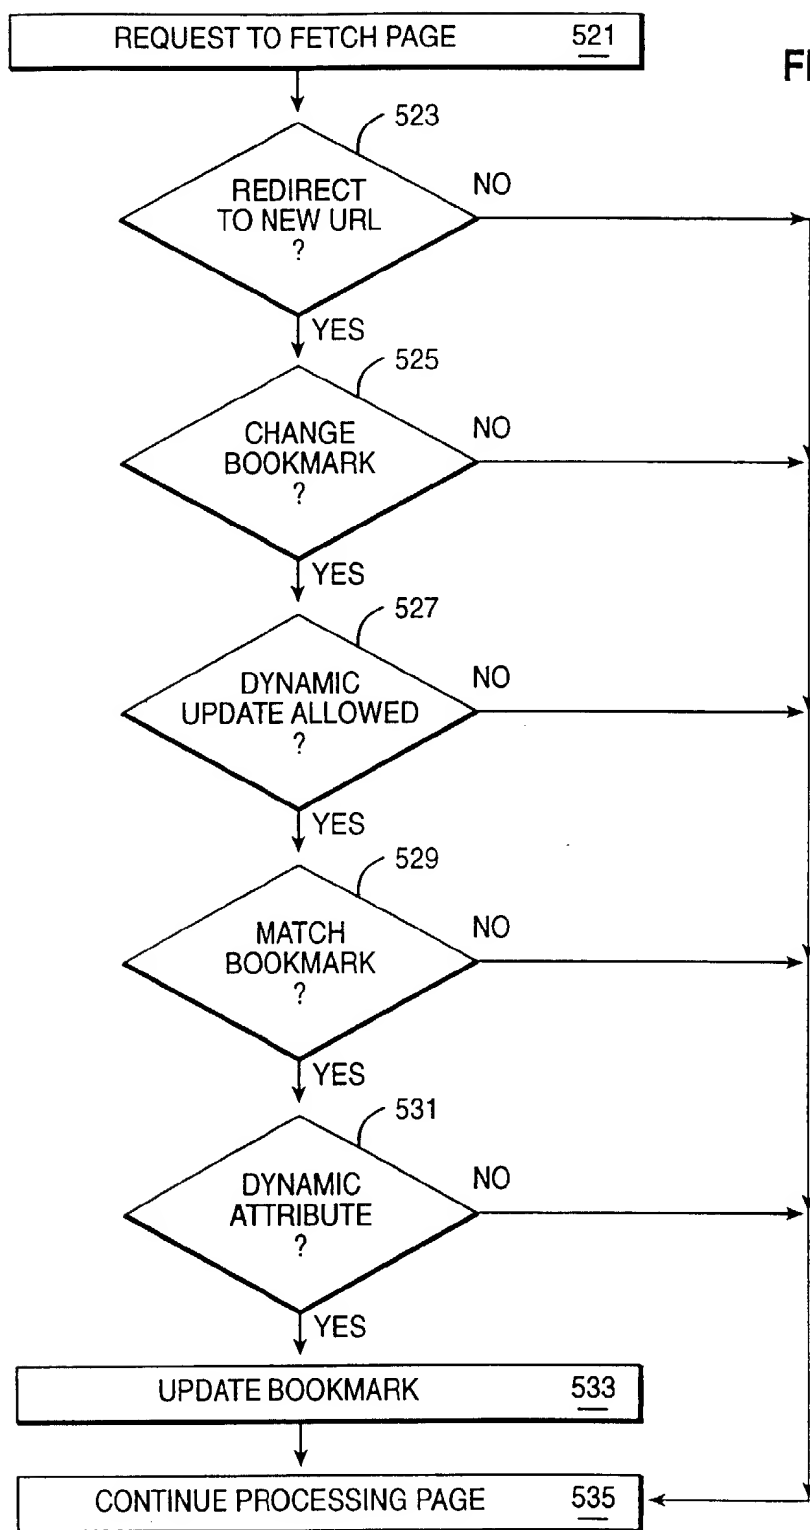 REQUEST TO FETCH PAGE 521
523
REDIRECT
TO NEW URL
?
NO
YES
525
CHANGE
BOOKMARK
?
NO
YES
527
DYNAMIC
UPDATE ALLOWED
?
NO
YES
529
MATCH
BOOKMARK
?
NO
YES
531
DYNAMIC
ATTRIBUTE
?
NO
YES
UPDATE BOOKMARK 533
CONTINUE PROCESSING PAGE 535